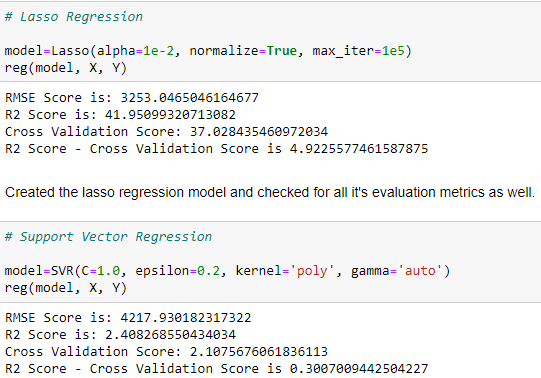 # Lasso Regression
model=Lasso(alpha=1e-2, normalize=True, max_iter=1e5)
reg(model, X, Y)
RMSE Score is: 3253.0465046164677
R2 Score is: 41.95099320713082
Cross Validation Score: 37.028435460972034
R2 Score - Cross Validation Score is 4.9225577461587875
Created the lasso regression model and checked for all it's evaluation metrics as well.
# Support Vector Regression
model=SVR(C=1.0, epsilon=0.2, kernel='poly', gamma='auto')
reg(model, X, Y)
RMSE Score is: 4217.930182317322
R2 Score is: 2.408268550434034
Cross Validation Score: 2.1075676061836113
R2 Score - Cross Validation Score is 0.3007009442504227